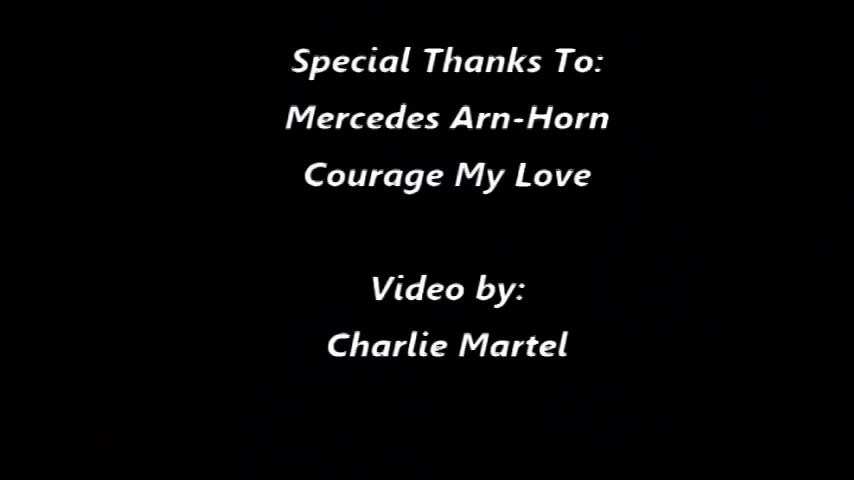 Special Thanks To:
Mercedes Arn-Horn
Courage My Love
Video by:
Charlie Martel